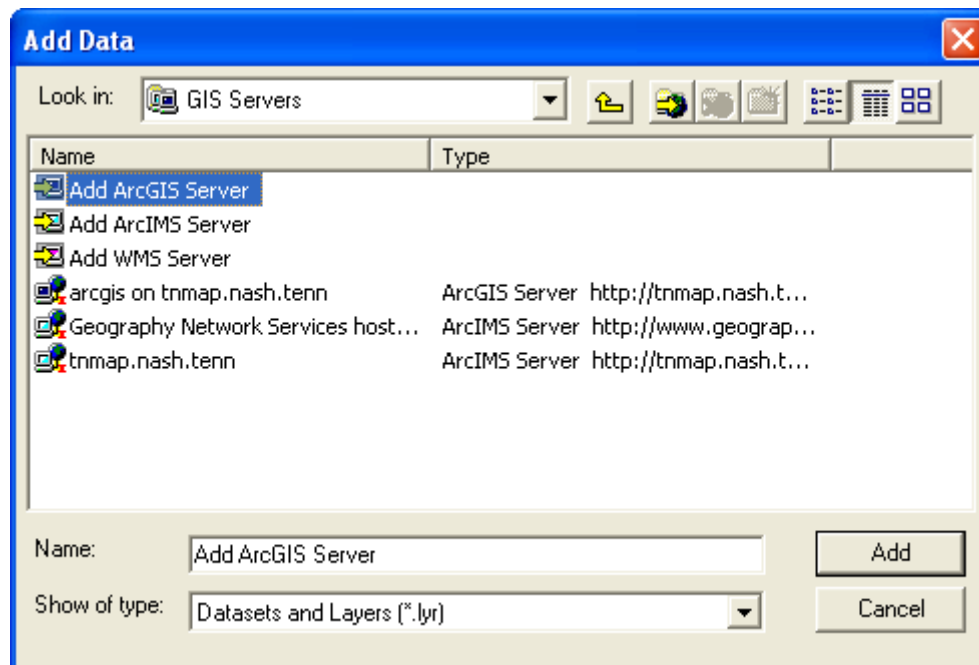 Add Data
Look in: GIS Servers
Name Type
Add ArcGIS Server
Add ArcIMS Server
Add WMS Server
arcgis on tnmap.nash.tenn ArcGIS Server http://tnmap.nash.t...
Geography Network Services host... ArcIMS Server http://www.geograp...
tnmap.nash.tenn ArcIMS Server http://tnmap.nash.t...
Name: Add ArcGIS Server Add
Show of type: Datasets and Layers (*.lyr) Cancel